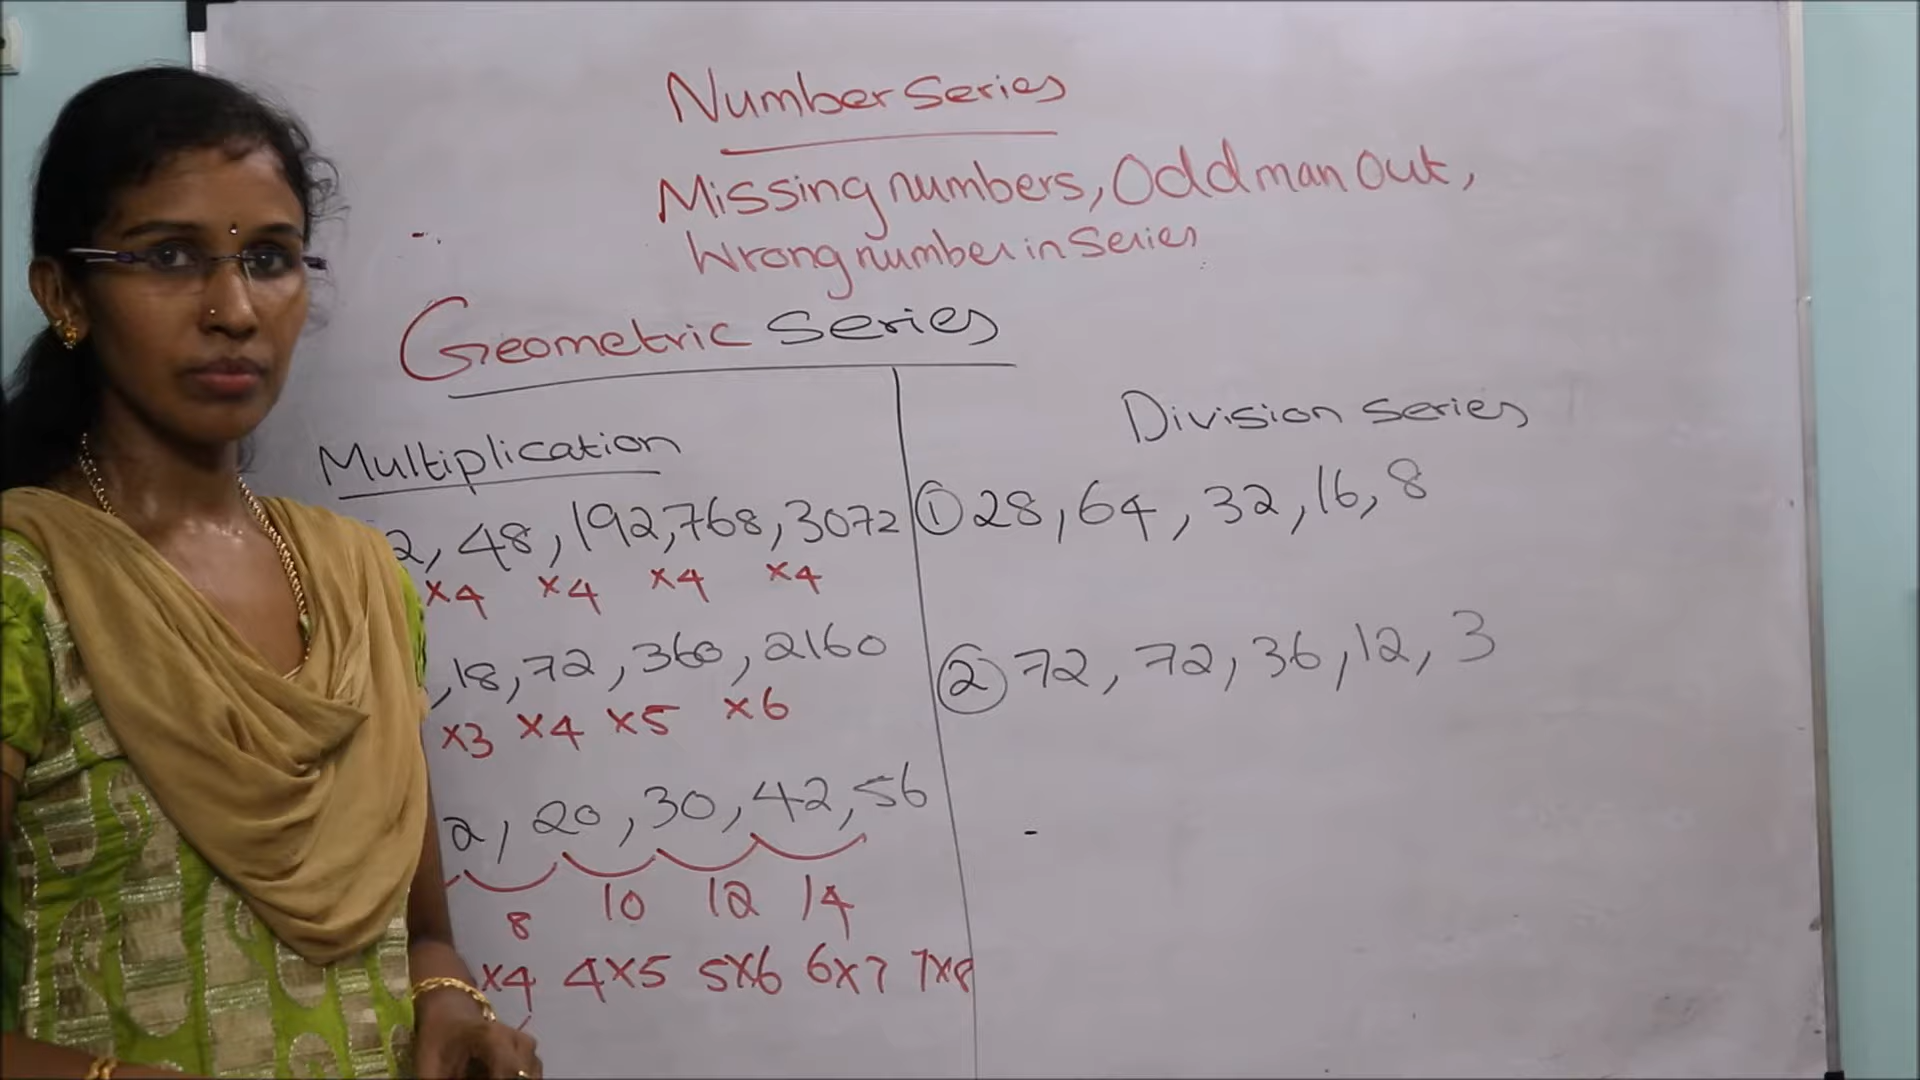 Number Series
Missing numbers, Odd man out,
Wrong number in Series
Geometric Series
Multiplication
2, 48, 192, 768, 3072
×4 ×4 ×4 ×4
, 18, 72, 360, 2160
×3 ×4 ×5 ×6
2, 20, 30, 42, 56
8 10 12 14
×4 4×5 5×6 6×7 7×8
Division series
① 28, 64, 32, 16, 8
② 72, 72, 36, 12, 3